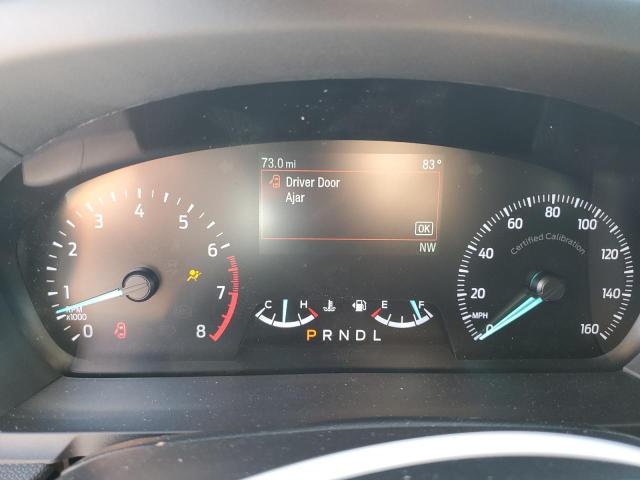 73.0 mi 83°
Driver Door
Ajar
OK
NW
0 1 2 3 4 5 6 7 8
RPM
x1000
C H E F
P R N D L
0 20 40 60 80 100 120 140 160
Certified Calibration
MPH